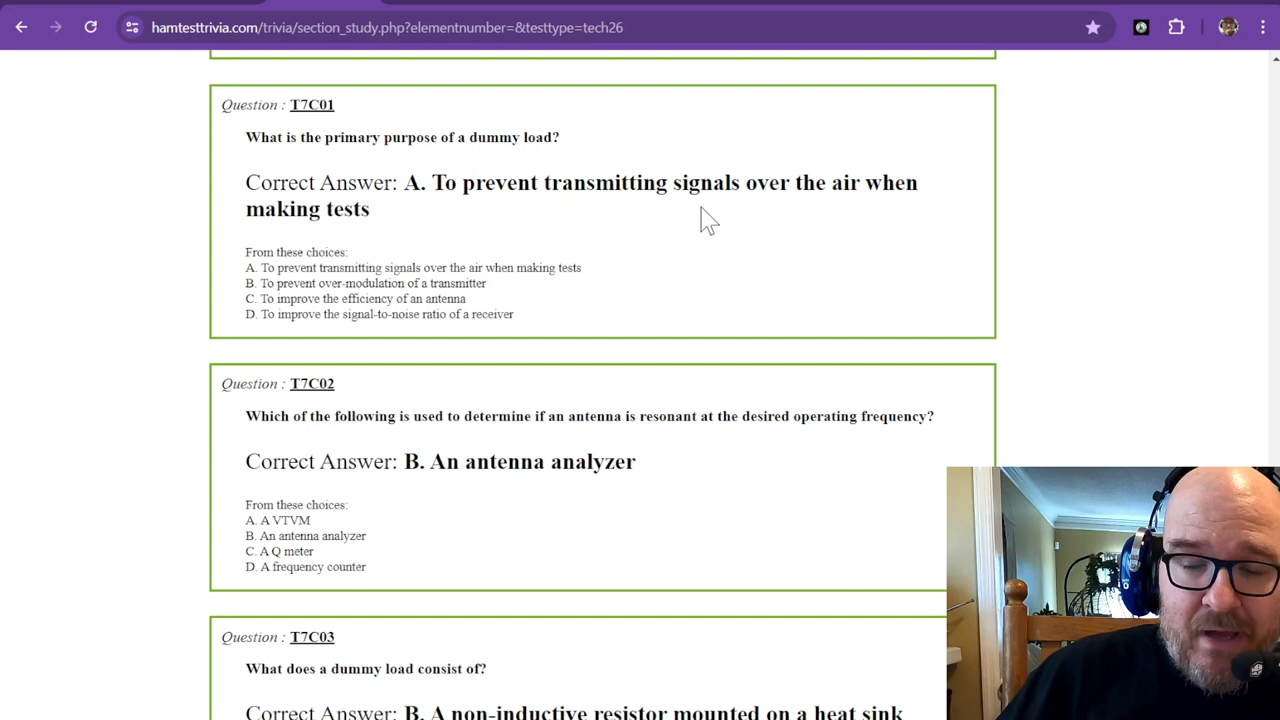 hamtesttrivia.com/trivia/section_study.php?elementnumber=&testtype=tech26
Question : T7C01
What is the primary purpose of a dummy load?
Correct Answer: A. To prevent transmitting signals over the air when
making tests
From these choices:
A. To prevent transmitting signals over the air when making tests
B. To prevent over-modulation of a transmitter
C. To improve the efficiency of an antenna
D. To improve the signal-to-noise ratio of a receiver
Question : T7C02
Which of the following is used to determine if an antenna is resonant at the desired operating frequency?
Correct Answer: B. An antenna analyzer
From these choices:
A. A VTVM
B. An antenna analyzer
C. A Q meter
D. A frequency counter
Question : T7C03
What does a dummy load consist of?
Correct Answer: B. A non-inductive resistor mounted on a heat sink